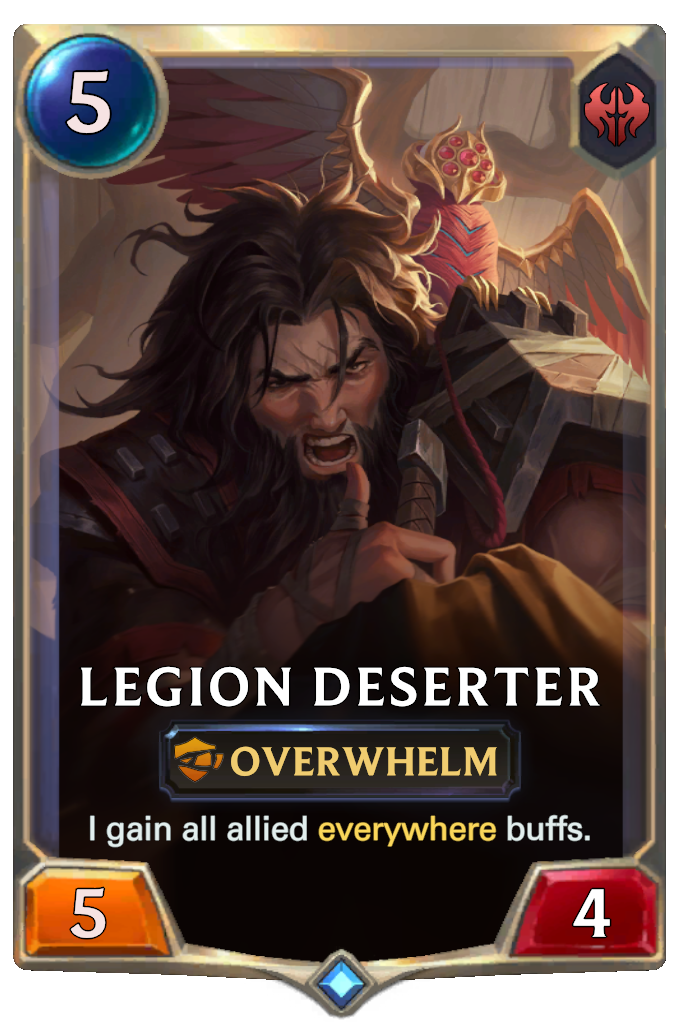 5
LEGION DESERTER
OVERWHELM
I gain all allied everywhere buffs.
5 4